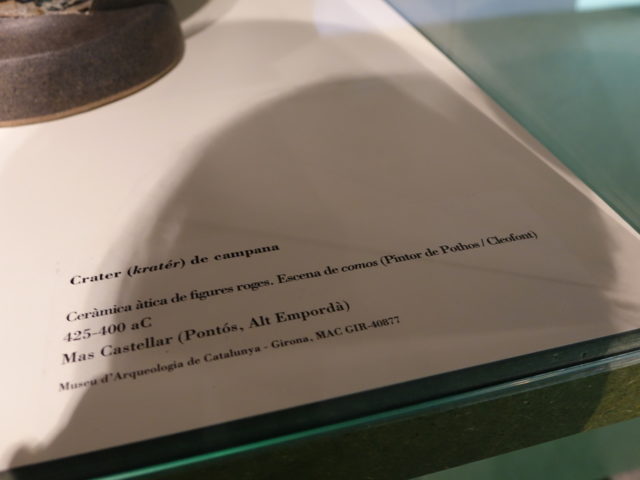 Crater (kratér) de campana
Ceràmica àtica de figures roges. Escena de comos (Pintor de Pothos / Cleofont)
425-400 aC
Mas Castellar (Pontós, Alt Empordà)
Museu d'Arqueologia de Catalunya - Girona, MAC GIR-40877